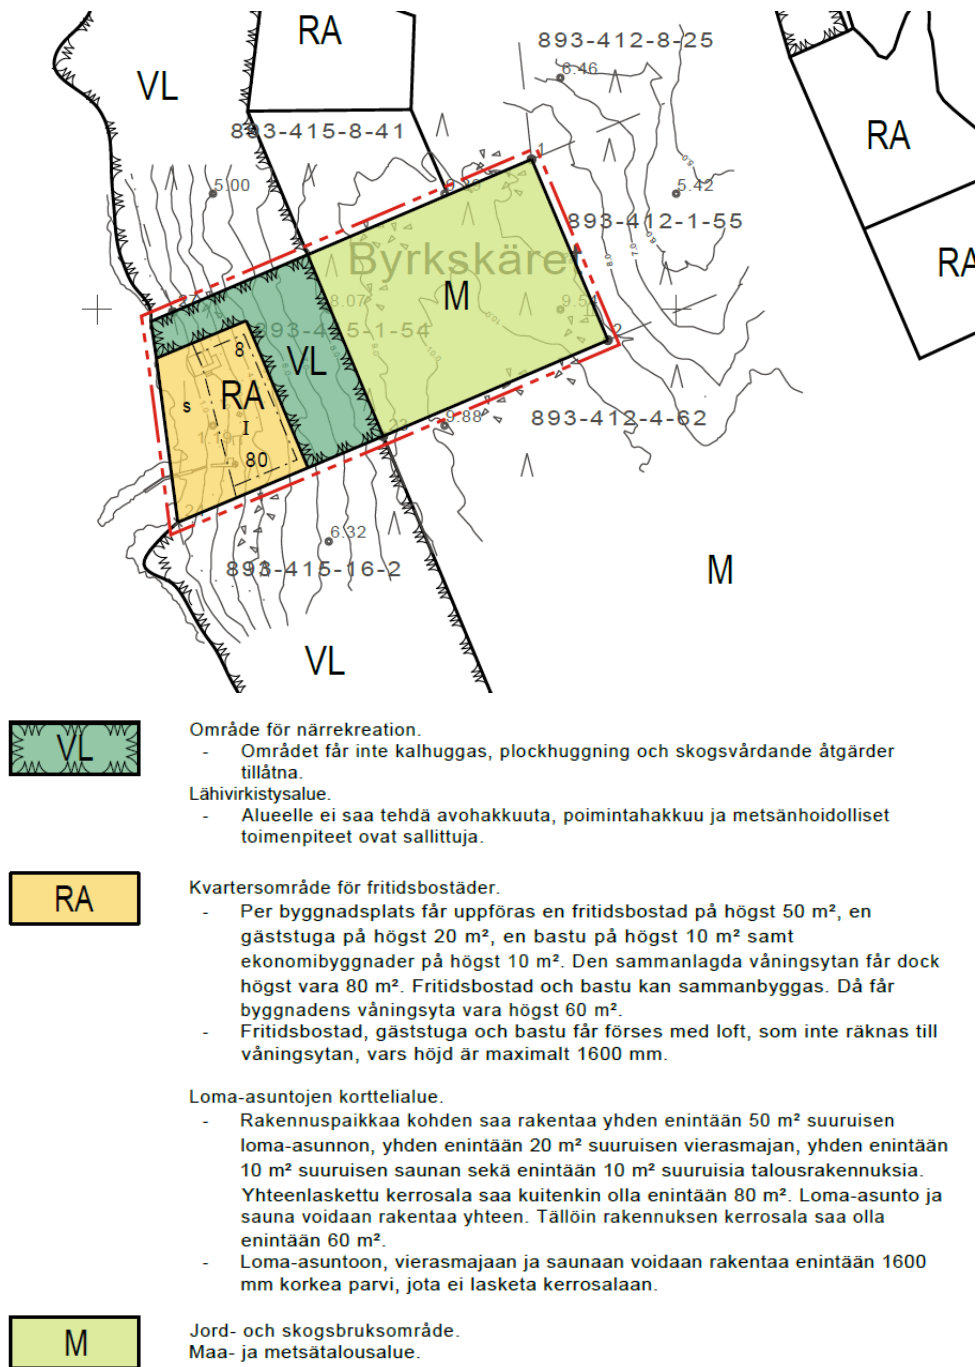 RA
893-412-8-25
6.46
VL
893-415-8-41
RA
5.00
1
5.42
893-412-1-55
Byrkskäret
RA
M
8.07
9.54
893-415-1-54
2
8
VL
RA
s
I
893-412-4-62
9.88
80
6.32
893-415-16-2
M
VL
VL
Område för närrekreation.
- Området får inte kalhuggas, plockhuggning och skogsvårdande åtgärder
tillåtna.
Lähivirkistysalue.
- Alueelle ei saa tehdä avohakkuuta, poimintahakkuu ja metsänhoidolliset
toimenpiteet ovat sallittuja.
RA
Kvartersområde för fritidsbostäder.
- Per byggnadsplats får uppföras en fritidsbostad på högst 50 m², en
gäststuga på högst 20 m², en bastu på högst 10 m² samt
ekonomibyggnader på högst 10 m². Den sammanlagda våningsytan får dock
högst vara 80 m². Fritidsbostad och bastu kan sammanbyggas. Då får
byggnadens våningsyta vara högst 60 m².
- Fritidsbostad, gäststuga och bastu får förses med loft, som inte räknas till
våningsytan, vars höjd är maximalt 1600 mm.
Loma-asuntojen korttelialue.
- Rakennuspaikkaa kohden saa rakentaa yhden enintään 50 m² suuruisen
loma-asunnon, yhden enintään 20 m² suuruisen vierasmajan, yhden enintään
10 m² suuruisen saunan sekä enintään 10 m² suuruisia talousrakennuksia.
Yhteenlaskettu kerrosala saa kuitenkin olla enintään 80 m². Loma-asunto ja
sauna voidaan rakentaa yhteen. Tällöin rakennuksen kerrosala saa olla
enintään 60 m².
- Loma-asuntoon, vierasmajaan ja saunaan voidaan rakentaa enintään 1600
mm korkea parvi, jota ei lasketa kerrosalaan.
M
Jord- och skogsbruksområde.
Maa- ja metsätalousalue.